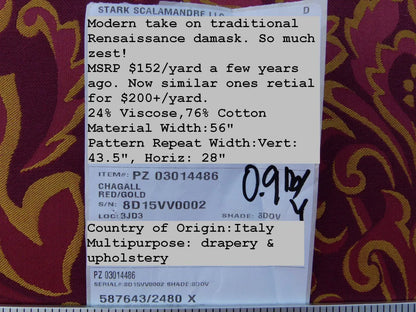 STARK SCALAMANDRE LLC D
Modern take on traditional
Rensaissance damask. So much
zest!
MSRP $152/yard a few years
ago. Now similar ones retial
for $200+/yard.
24% Viscose,76% Cotton
Material Width:56"
Pattern Repeat Width:Vert:
43.5", Horiz: 28"
ITEM#: PZ 03014486
CHAGALL
RED/GOLD
0.9
S/N: 8D15VV0002
LOC: 3JD3 SHADE: 8DOV
Country of Origin:Italy
Multipurpose: drapery &
upholstery
PZ 03014486
SERIAL#: 8D15VV0002 SHADE: 8DOV
587643/2480 X